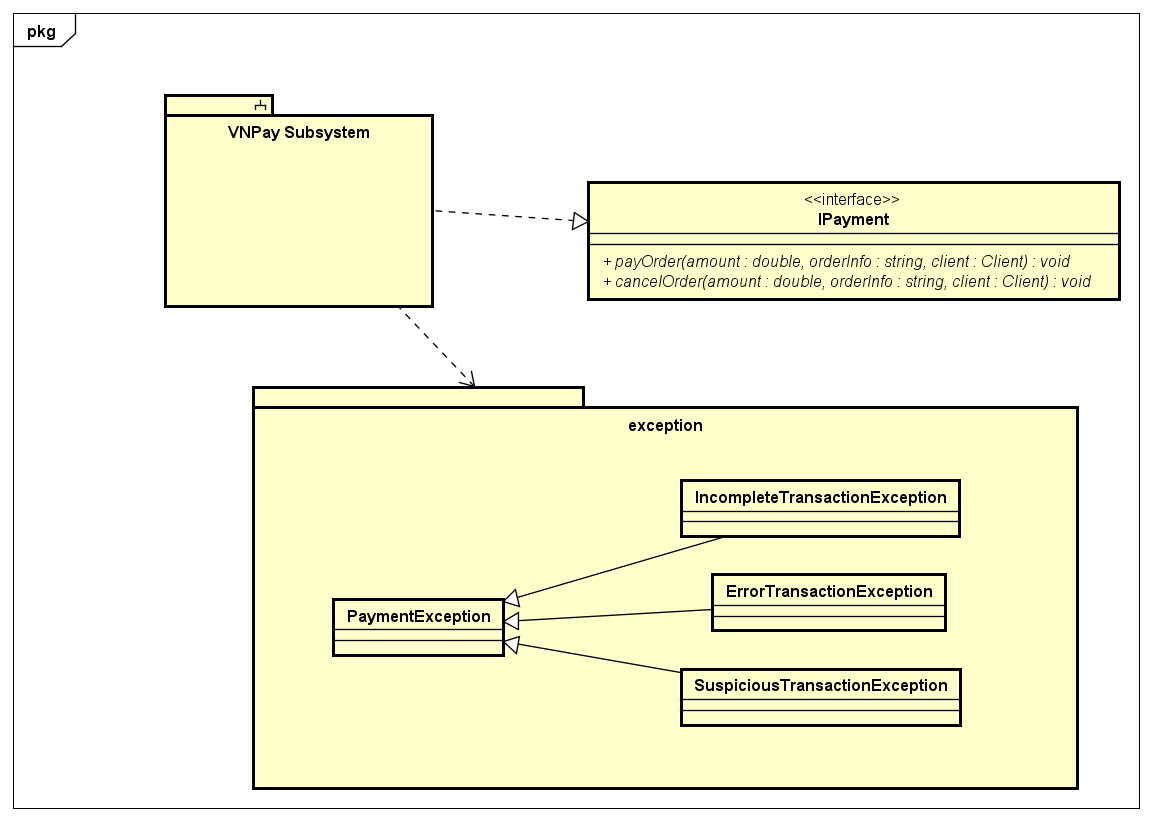 pkg
VNPay Subsystem
<<interface>>
IPayment
+ payOrder(amount : double, orderInfo : string, client : Client) : void
+ cancelOrder(amount : double, orderInfo : string, client : Client) : void
exception
IncompleteTransactionException
ErrorTransactionException
PaymentException
SuspiciousTransactionException